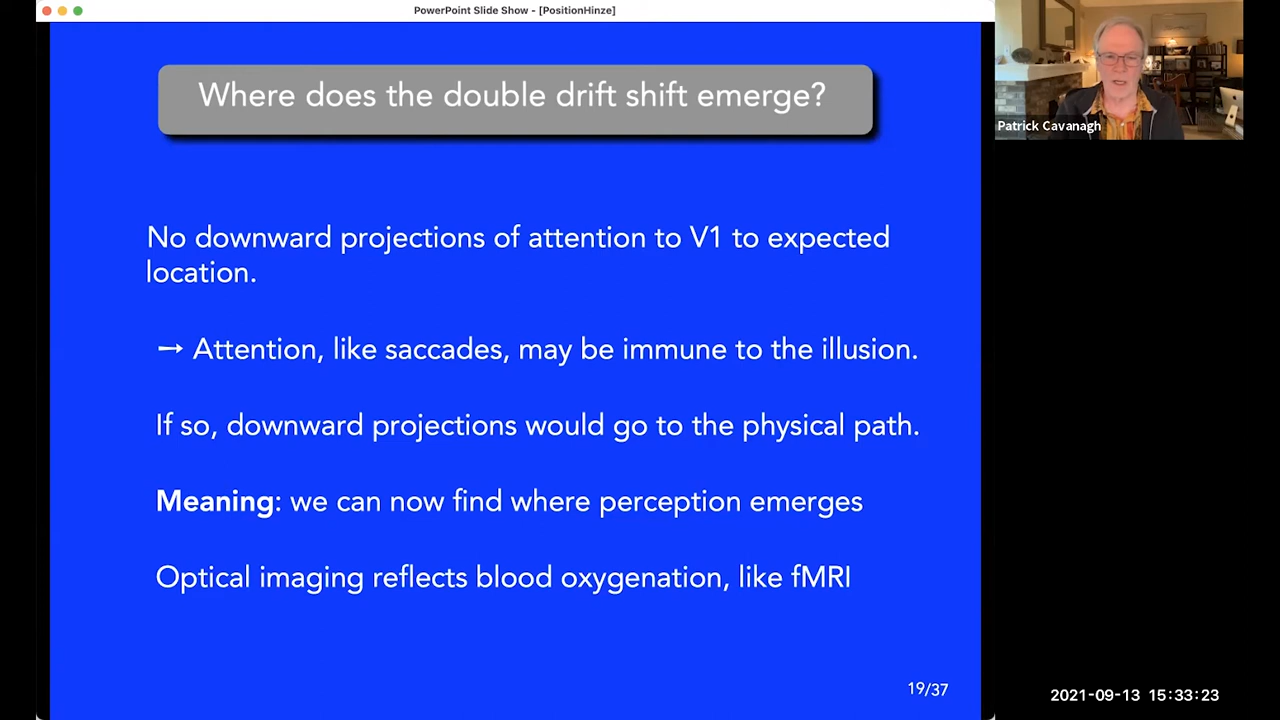 PowerPoint Slide Show - [PositionHinze]
Where does the double drift shift emerge?
No downward projections of attention to V1 to expected
location.
→ Attention, like saccades, may be immune to the illusion.
If so, downward projections would go to the physical path.
Meaning: we can now find where perception emerges
Optical imaging reflects blood oxygenation, like fMRI
19/37
Patrick Cavanagh
2021-09-13 15:33:23